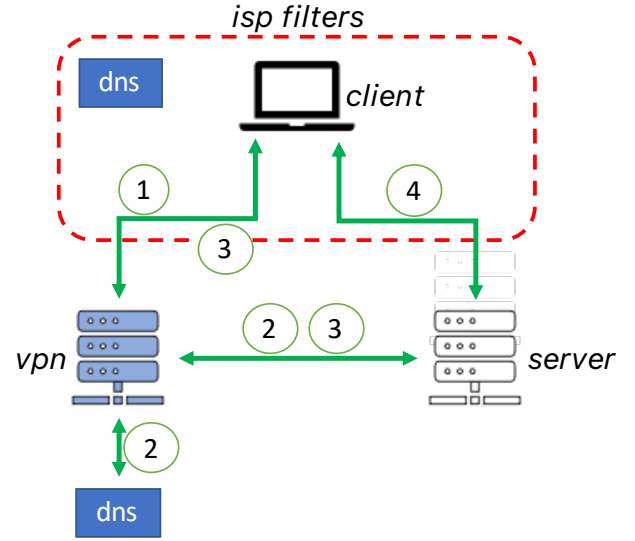 isp filters
dns
client
1
4
3
2
3
vpn
server
2
dns